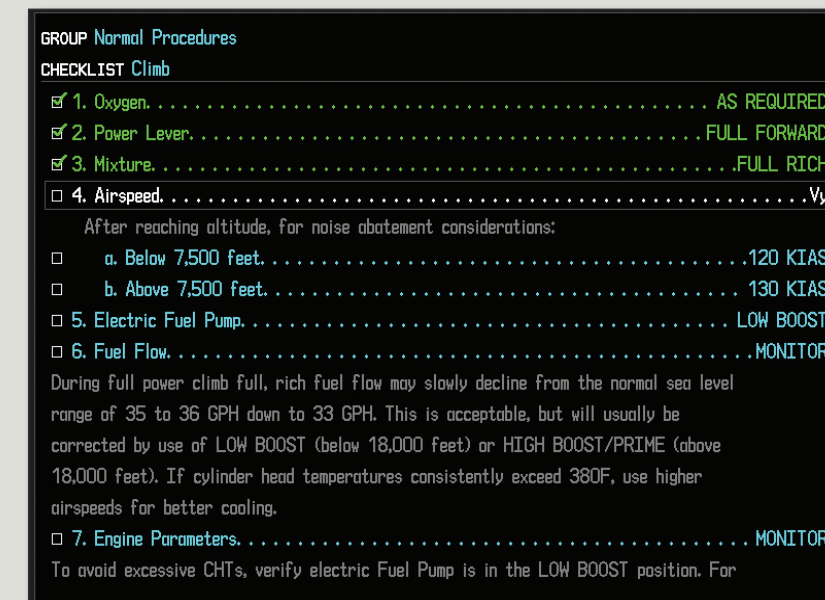 GROUP Normal Procedures
CHECKLIST Climb
1. Oxygen. . . . . . . . . . . . . . . . . . . . . . . . . . . . . . . . . . . . . . . AS REQUIRED
2. Power Lever. . . . . . . . . . . . . . . . . . . . . . . . . . . . . . . . . . . FULL FORWARD
3. Mixture. . . . . . . . . . . . . . . . . . . . . . . . . . . . . . . . . . . . . . . .FULL RICH
4. Airspeed. . . . . . . . . . . . . . . . . . . . . . . . . . . . . . . . . . . . . . . . . . . .Vy
After reaching altitude, for noise abatement considerations:
a. Below 7,500 feet. . . . . . . . . . . . . . . . . . . . . . . . . . . . . . . . .120 KIAS
b. Above 7,500 feet. . . . . . . . . . . . . . . . . . . . . . . . . . . . . . . . 130 KIAS
5. Electric Fuel Pump. . . . . . . . . . . . . . . . . . . . . . . . . . . . . . . . . LOW BOOST
6. Fuel Flow. . . . . . . . . . . . . . . . . . . . . . . . . . . . . . . . . . . . . . . .MONITOR
During full power climb full, rich fuel flow may slowly decline from the normal sea level
range of 35 to 36 GPH down to 33 GPH. This is acceptable, but will usually be
corrected by use of LOW BOOST (below 18,000 feet) or HIGH BOOST/PRIME (above
18,000 feet). If cylinder head temperatures consistently exceed 380F, use higher
airspeeds for better cooling.
7. Engine Parameters. . . . . . . . . . . . . . . . . . . . . . . . . . . . . . . . . . . MONITOR
To avoid excessive CHTs, verify electric Fuel Pump is in the LOW BOOST position. For